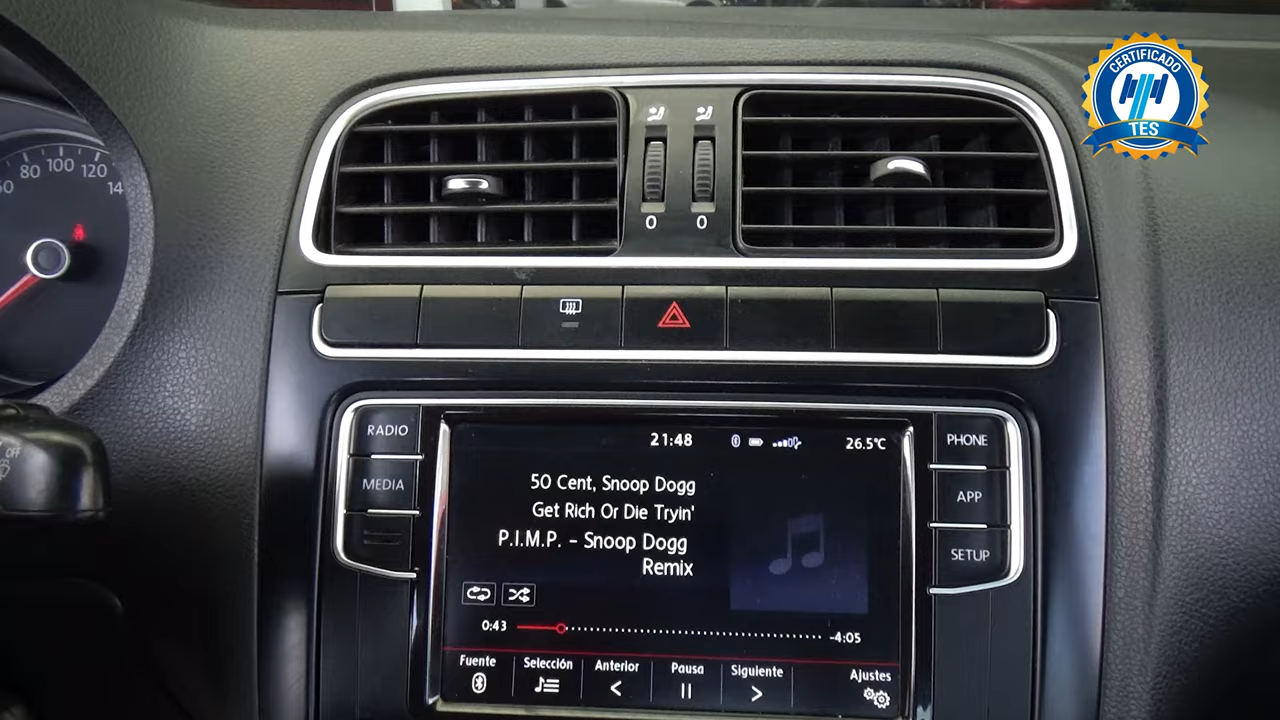 CERTIFICADO
TES
80 100 120
14
0 0
OFF
RADIO
MEDIA
PHONE
APP
SETUP
21:48 26.5°C
50 Cent, Snoop Dogg
Get Rich Or Die Tryin'
P.I.M.P. - Snoop Dogg
Remix
0:43 -4:05
Fuente Selección Anterior Pausa Siguiente Ajustes